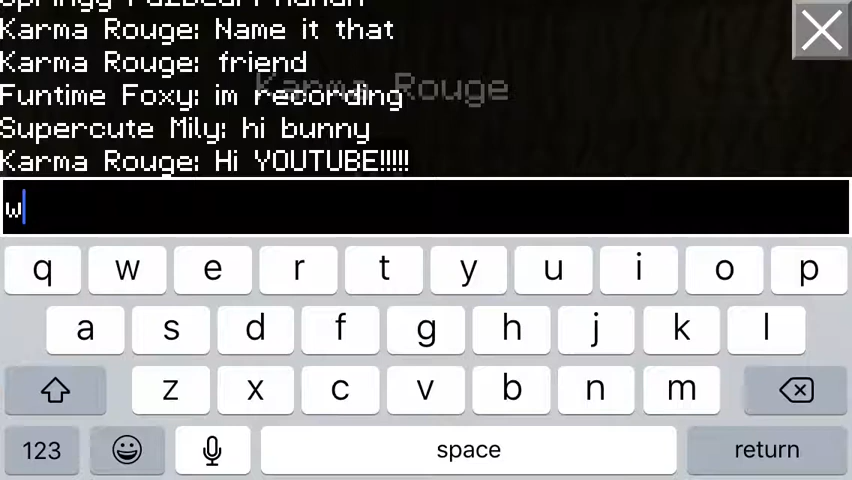 Karma Rouge: Name it that
Karma Rouge: friend
Karma Rouge
Funtime Foxy: im recording
Supercute Mily: hi bunny
Karma Rouge: Hi YOUTUBE!!!!!
w
q w e r t y u i o p
a s d f g h j k l
z x c v b n m
123 space return